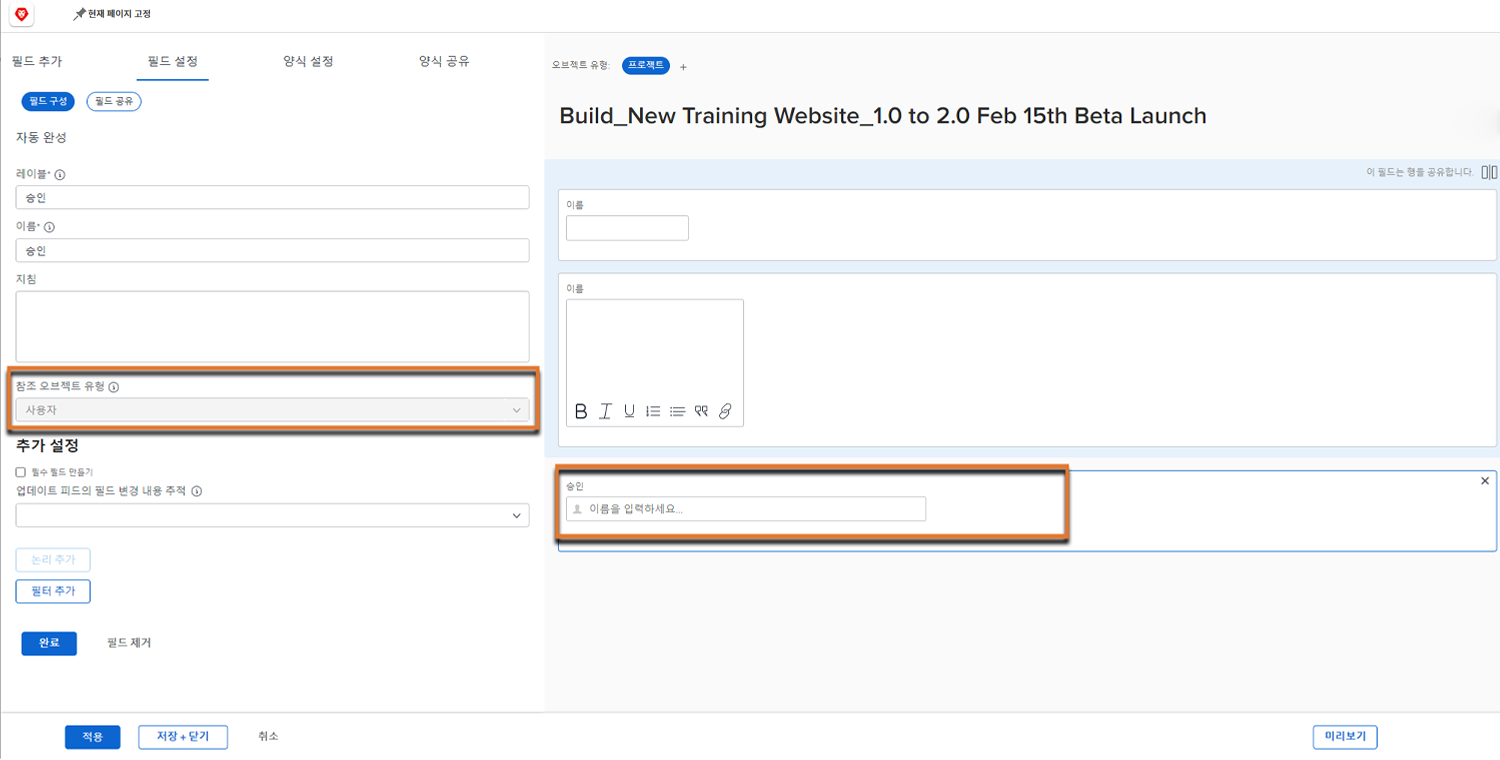 현재 페이지 고정
필드 추가
필드 설정
양식 설정
양식 공유
필드 구성
필드 공유
자동 완성
레이블*
승인
이름*
승인
지침
참조 오브젝트 유형
사용자
추가 설정
필수 필드 만들기
업데이트 피드의 필드 변경 내용 추적
논리 추가
필터 추가
완료
필드 제거
오브젝트 유형: 프로젝트 +
Build_New Training Website_1.0 to 2.0 Feb 15th Beta Launch
이 필드는 행을 공유합니다.
이름
이름
B I U
승인
이름을 입력하세요...
적용
저장 + 닫기
취소
미리보기